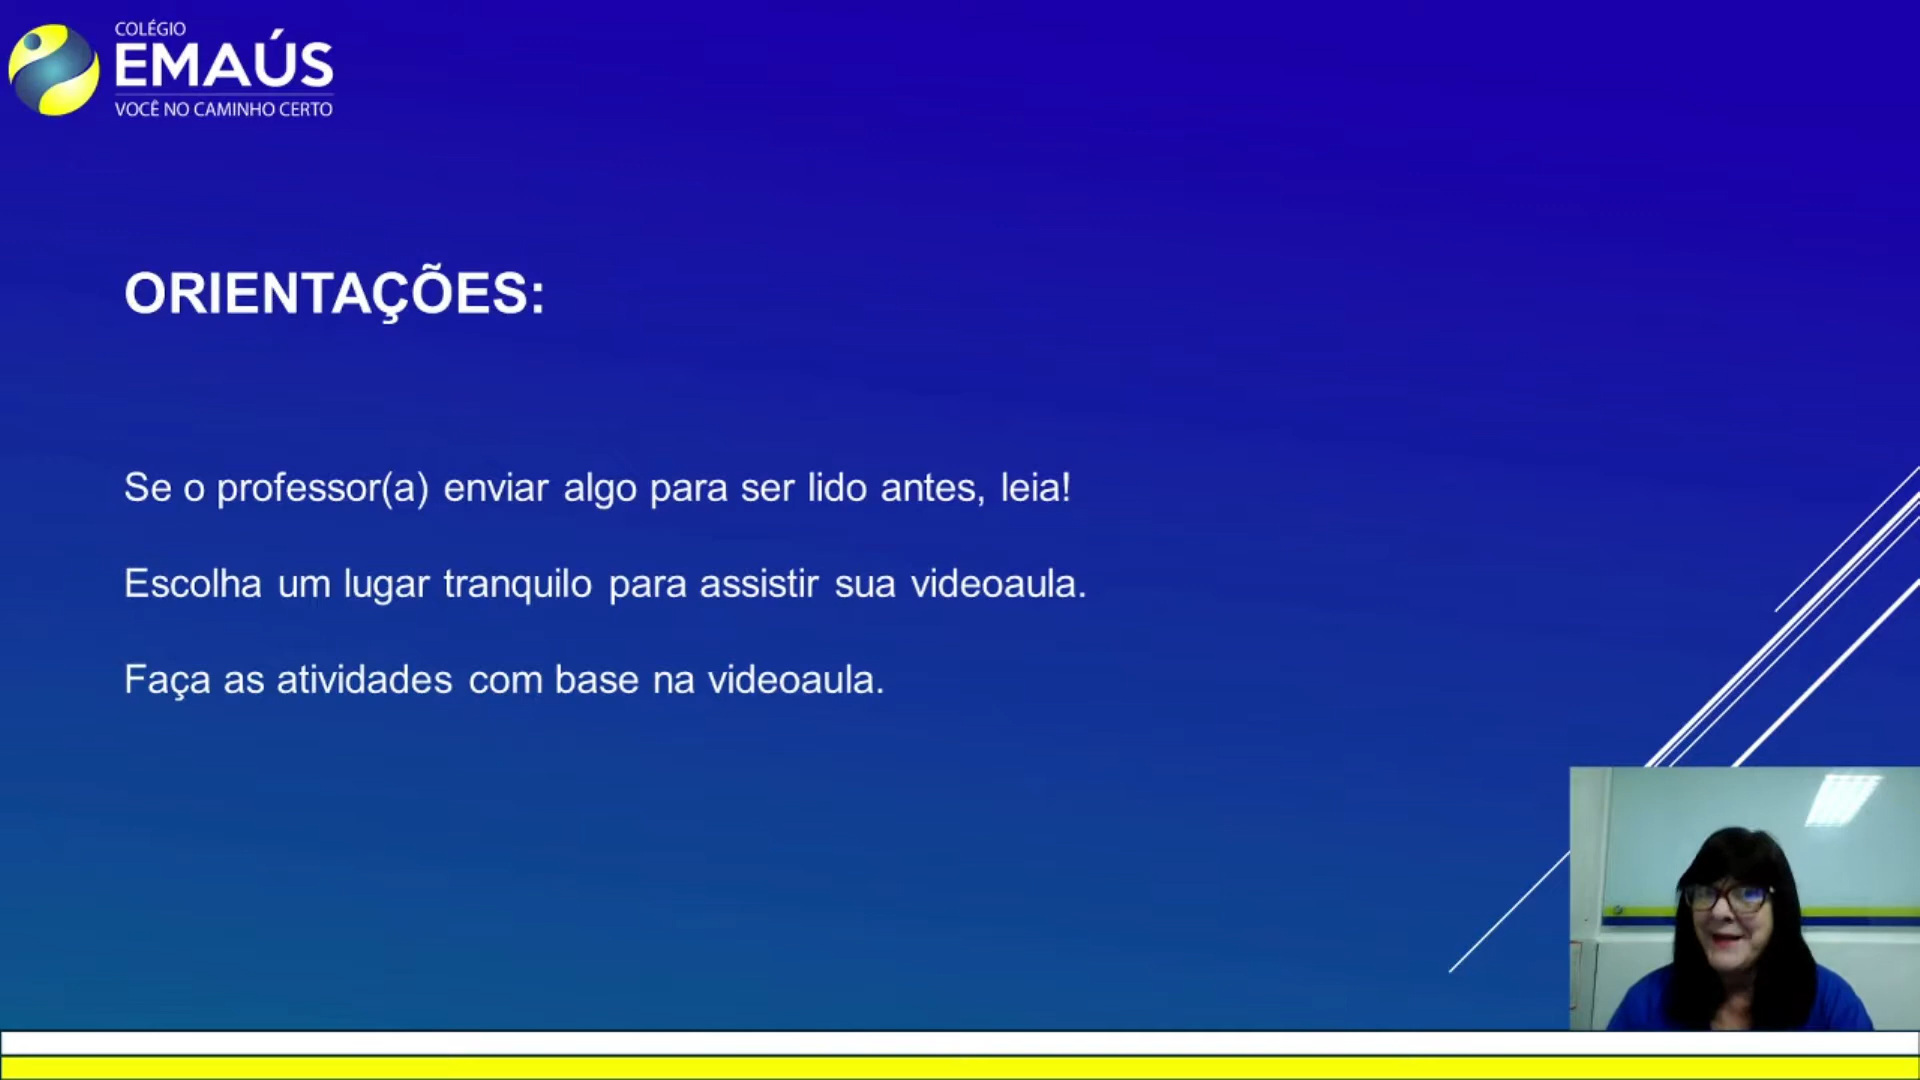 COLÉGIO
EMAÚS
VOCÊ NO CAMINHO CERTO
ORIENTAÇÕES:
Se o professor(a) enviar algo para ser lido antes, leia!
Escolha um lugar tranquilo para assistir sua videoaula.
Faça as atividades com base na videoaula.